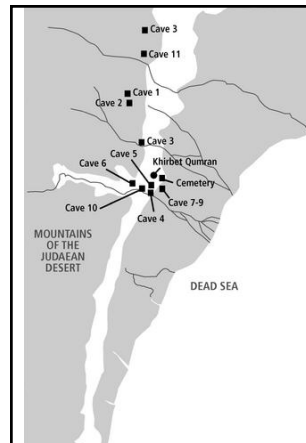 Cave 3
Cave 11
Cave 1
Cave 2
Cave 3
Cave 5
Khirbet Qumran
Cave 6
Cemetery
Cave 7-9
Cave 10
Cave 4
MOUNTAINS
OF THE
JUDAEAN
DESERT
DEAD SEA